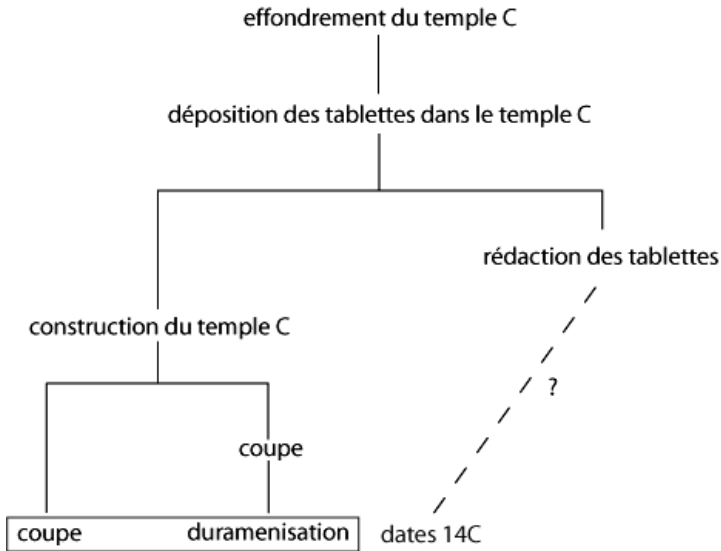 effondrement du temple C
déposition des tablettes dans le temple C
rédaction des tablettes
construction du temple C
?
coupe
coupe duramenisation dates 14C